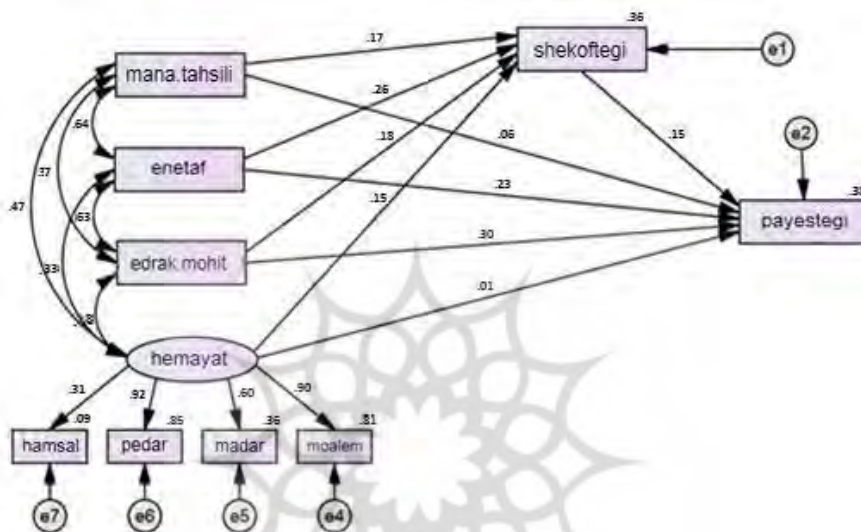 .36
.17
shekoftegi
e1
mana.tahsili
.26
.64
.18
.06
.15
e2
enetaf
.37
.23
.47
.15
.63
payestegi
edrak.mohit
.30
.33
.01
hemayat
.31
.92
.60
.90
.09
.85
.36
.81
hamsal
pedar
madar
moalem
e7
e6
e5
e4